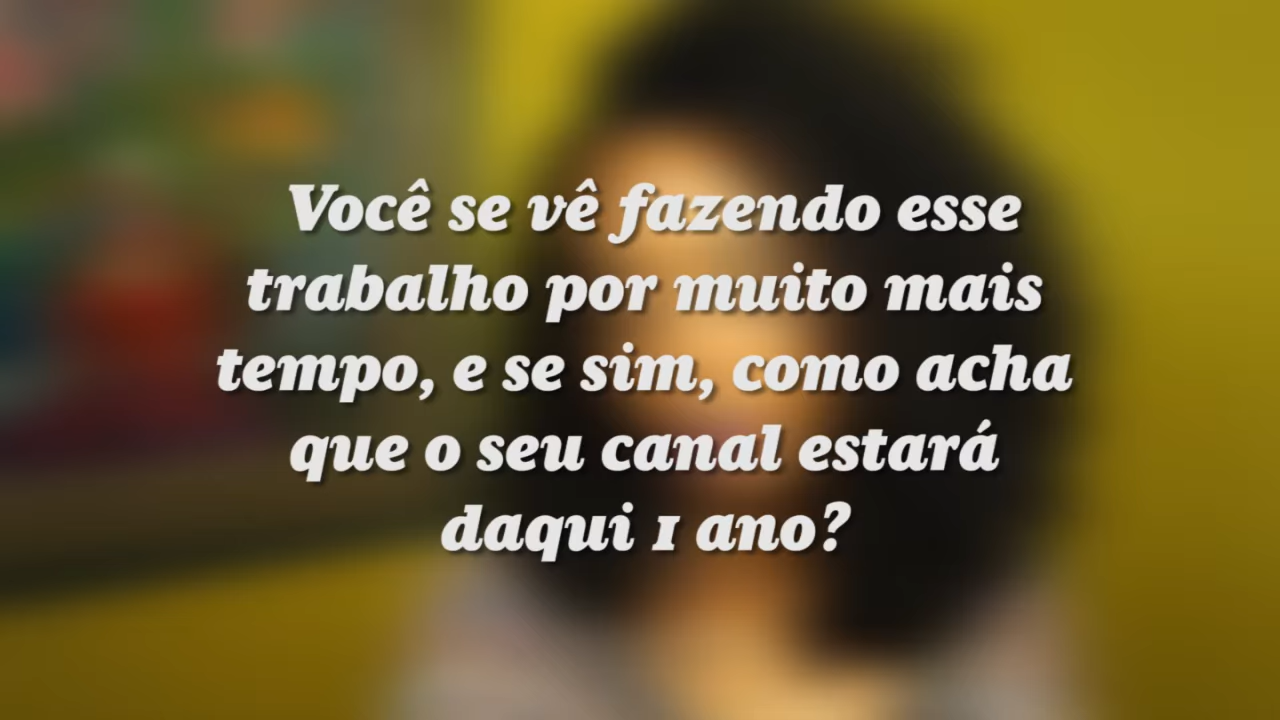 Você se vê fazendo esse
trabalho por muito mais
tempo, e se sim, como acha
que o seu canal estará
daqui 1 ano?